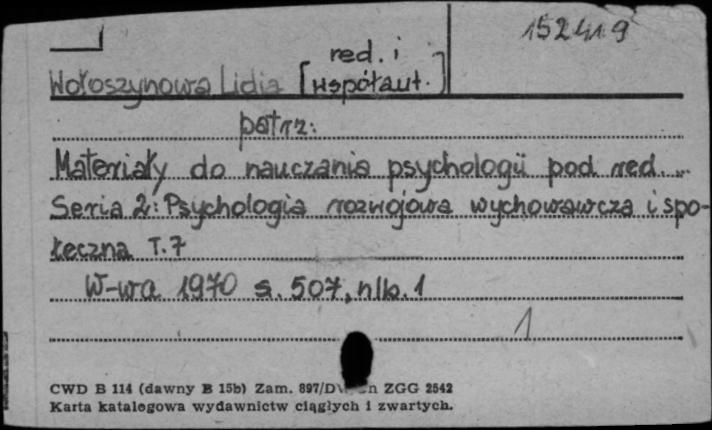 152419
Wołoszynowa Lidia [red. i współaut.]
patrz:
Materiały do nauczania psychologii pod red. ...
Seria 2: Psychologia rozwojowa wychowawcza i spo-
łeczna T. 7
W-wa 1970 s. 507, nlb. 1
1
CWD B 114 (dawny B 15b) Zam. 897/D ZGG 2542
Karta katalogowa wydawnictw ciągłych i zwartych.